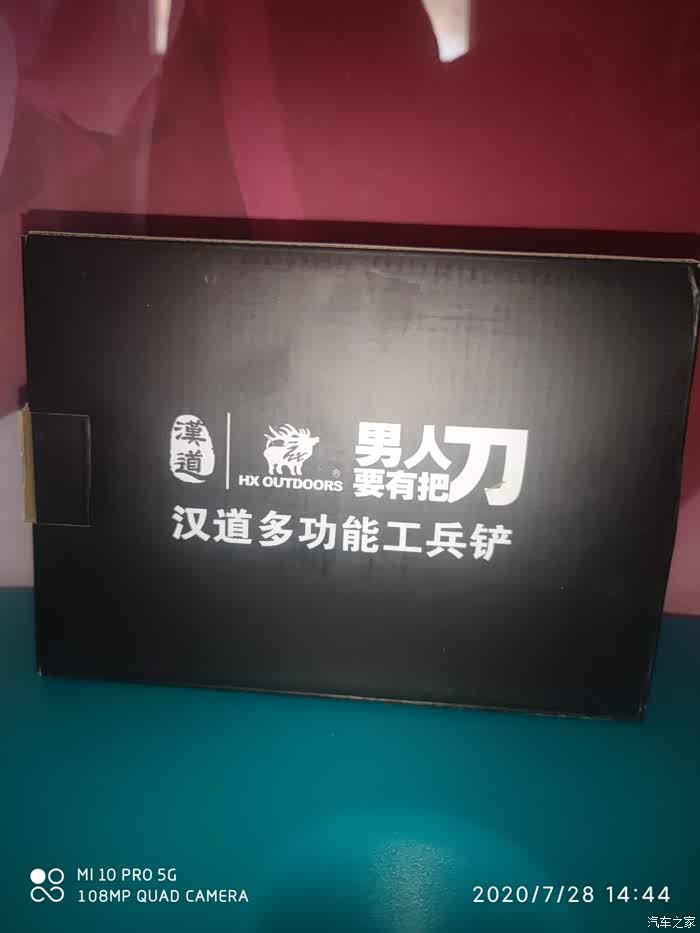 漢道
HX
HX OUTDOORS ®
男人
要有把刀
汉道多功能工兵铲
MI 10 PRO 5G
108MP QUAD CAMERA
2020/7/28 14:44
汽车之家